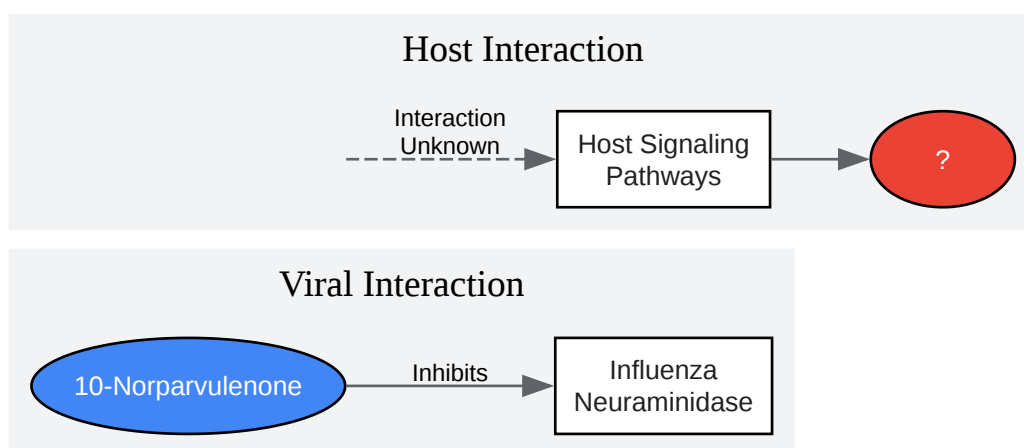 Host Interaction
Interaction
Unknown
Host Signaling
Pathways
?
Viral Interaction
10-Norparvulenone
Inhibits
Influenza
Neuraminidase